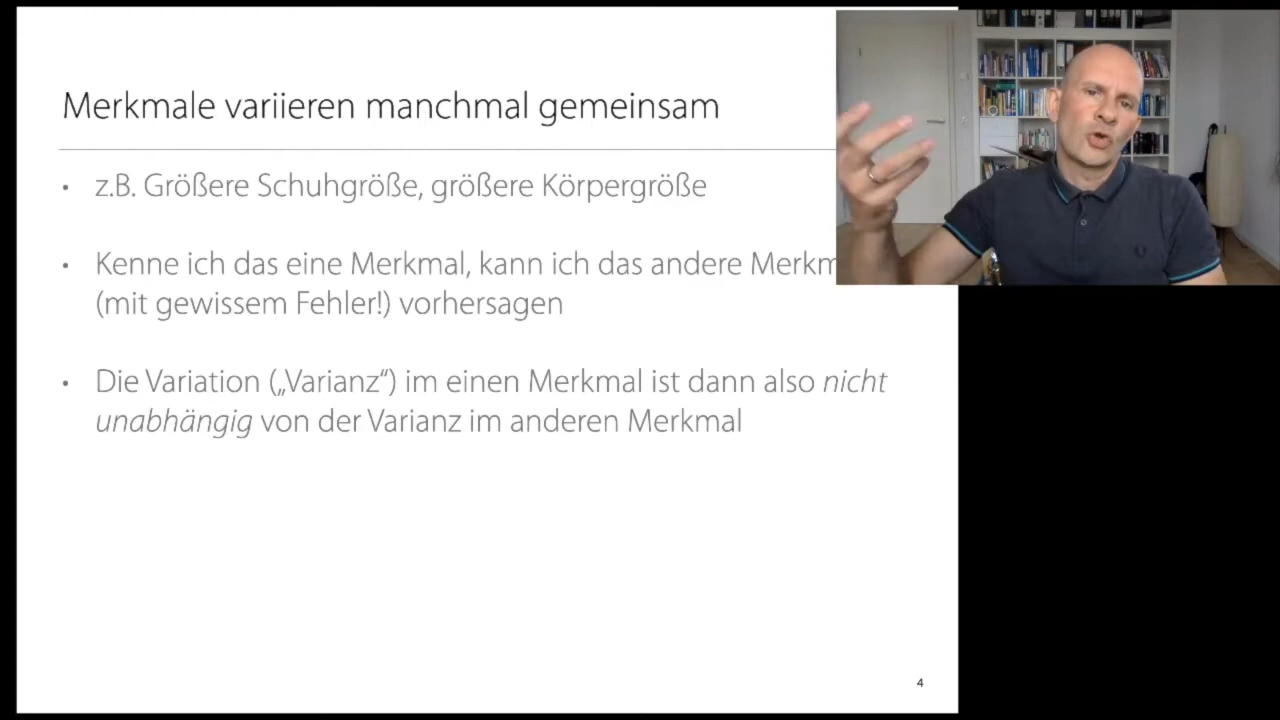 Merkmale variieren manchmal gemeinsam
• z.B. Größere Schuhgröße, größere Körpergröße
• Kenne ich das eine Merkmal, kann ich das andere Merkm
(mit gewissem Fehler!) vorhersagen
• Die Variation („Varianz“) im einen Merkmal ist dann also nicht
unabhängig von der Varianz im anderen Merkmal
4